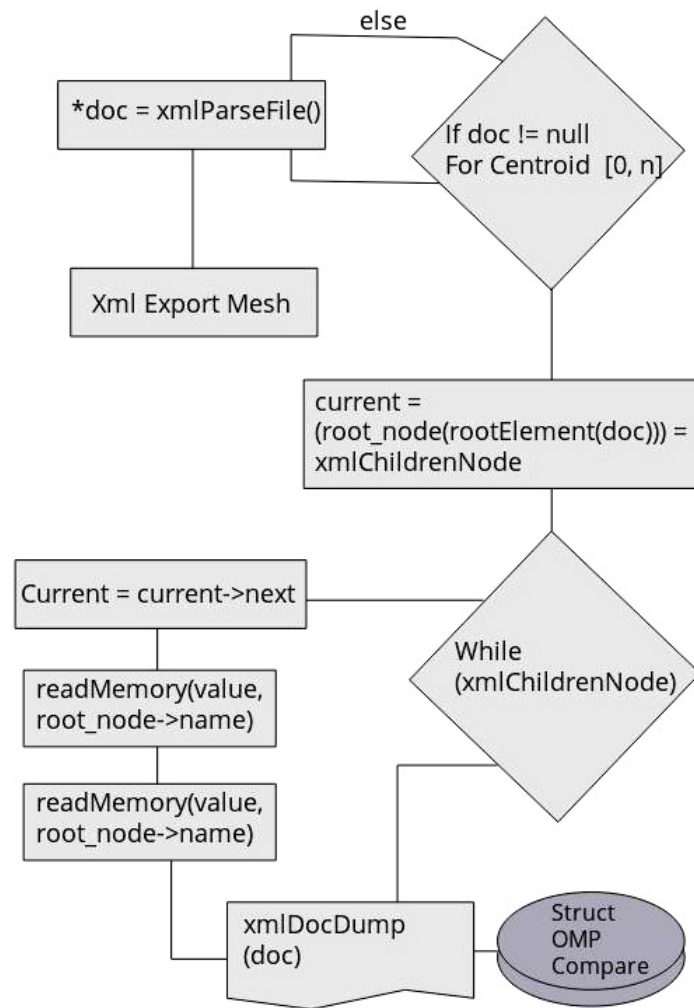 else
*doc = xmlParseFile()
If doc != null
For Centroid [0, n]
Xml Export Mesh
current =
(root_node(rootElement(doc))) =
xmlChildrenNode
Current = current->next
While
(xmlChildrenNode)
readMemory(value,
root_node->name)
readMemory(value,
root_node->name)
xmlDocDump
(doc)
Struct
OMP
Compare